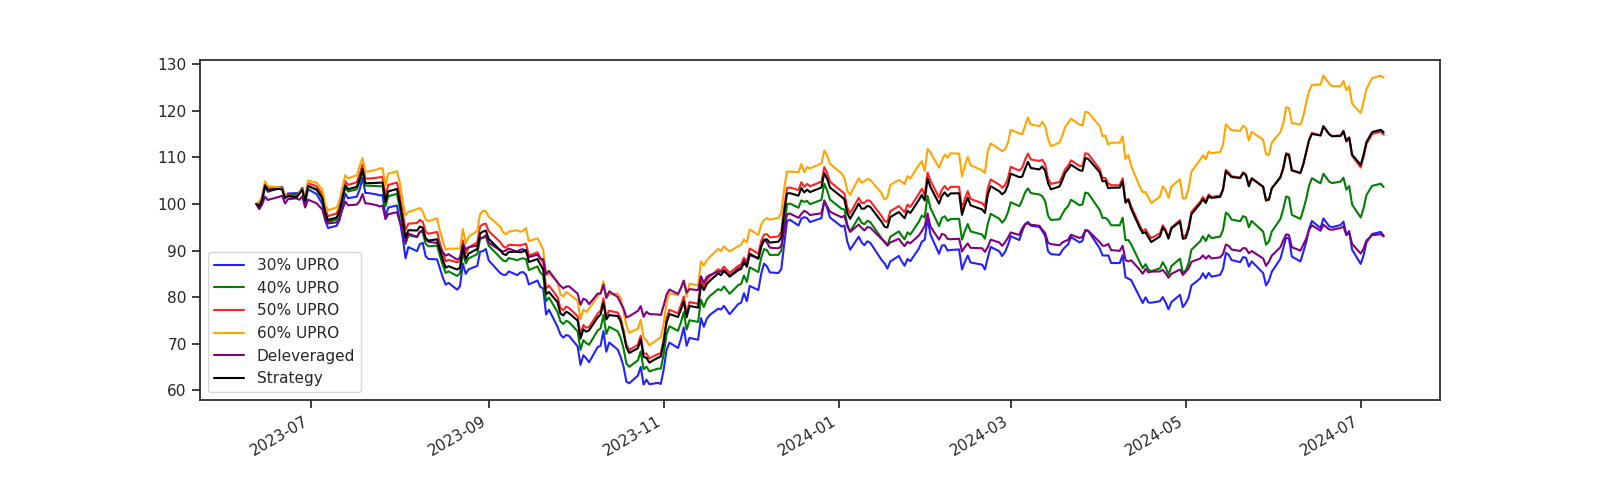 130
120
110
100
90
80
70
60
30% UPRO
40% UPRO
50% UPRO
60% UPRO
Deleveraged
Strategy
2023-07
2023-09
2023-11
2024-01
2024-03
2024-05
2024-07